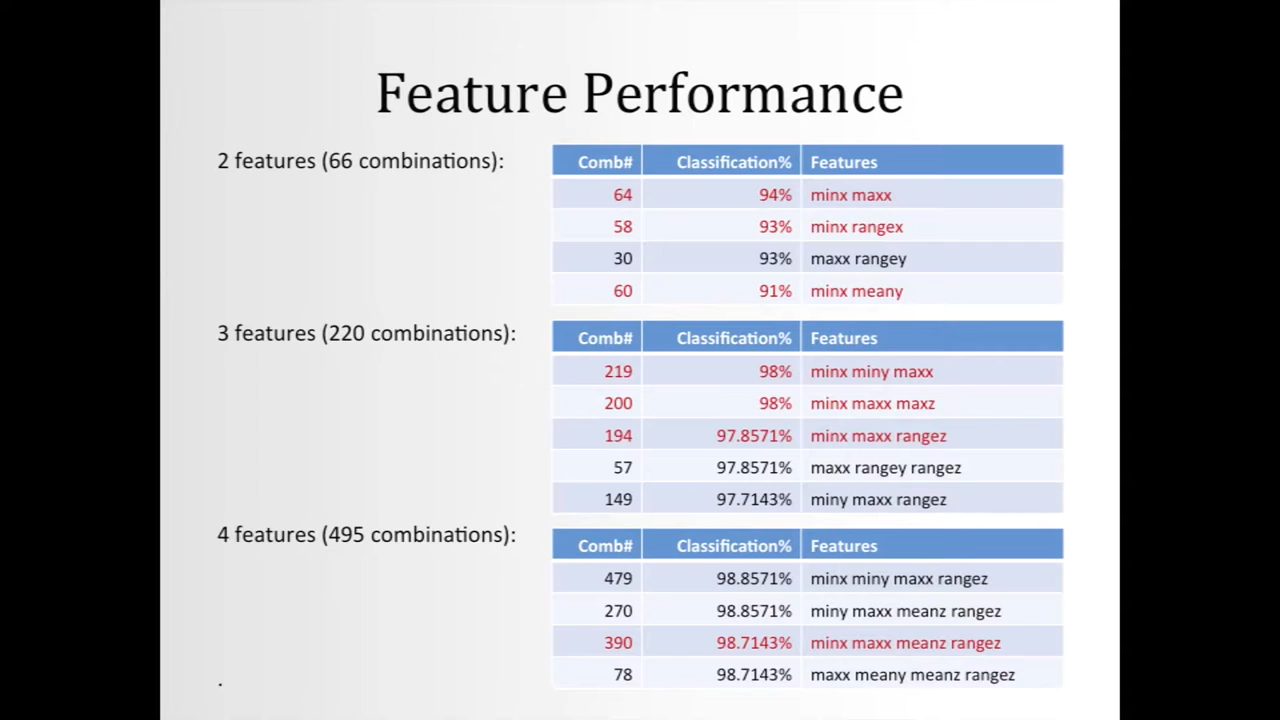 Feature Performance
2 features (66 combinations):
Comb# Classification% Features
64 94% minx maxx
58 93% minx rangex
30 93% maxx rangey
60 91% minx meany
3 features (220 combinations):
Comb# Classification% Features
219 98% minx miny maxx
200 98% minx maxx maxz
194 97.8571% minx maxx rangez
57 97.8571% maxx rangey rangez
149 97.7143% miny maxx rangez
4 features (495 combinations):
Comb# Classification% Features
479 98.8571% minx miny maxx rangez
270 98.8571% miny maxx meanz rangez
390 98.7143% minx maxx meanz rangez
78 98.7143% maxx meany meanz rangez
.